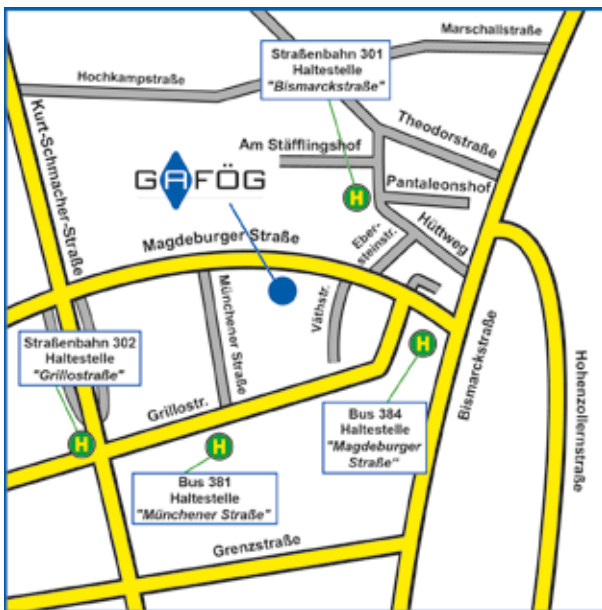 Marschallstraße
Straßenbahn 301
Haltestelle
"Bismarckstraße"
Hochkampstraße
Kurt-Schmacher-Straße
Theodorstraße
Am Stäfflingshof
GAFÖG
H
Pantaleonshof
Hüttweg
Eber-
steinstr.
Magdeburger Straße
Münchener Straße
Väthstr.
Straßenbahn 302
Haltestelle
"Grillostraße"
H
Bismarckstraße
Hohenzollernstraße
Grillostr.
Bus 384
Haltestelle
"Magdeburger
Straße"
H
H
Bus 381
Haltestelle
"Münchener Straße"
Grenzstraße